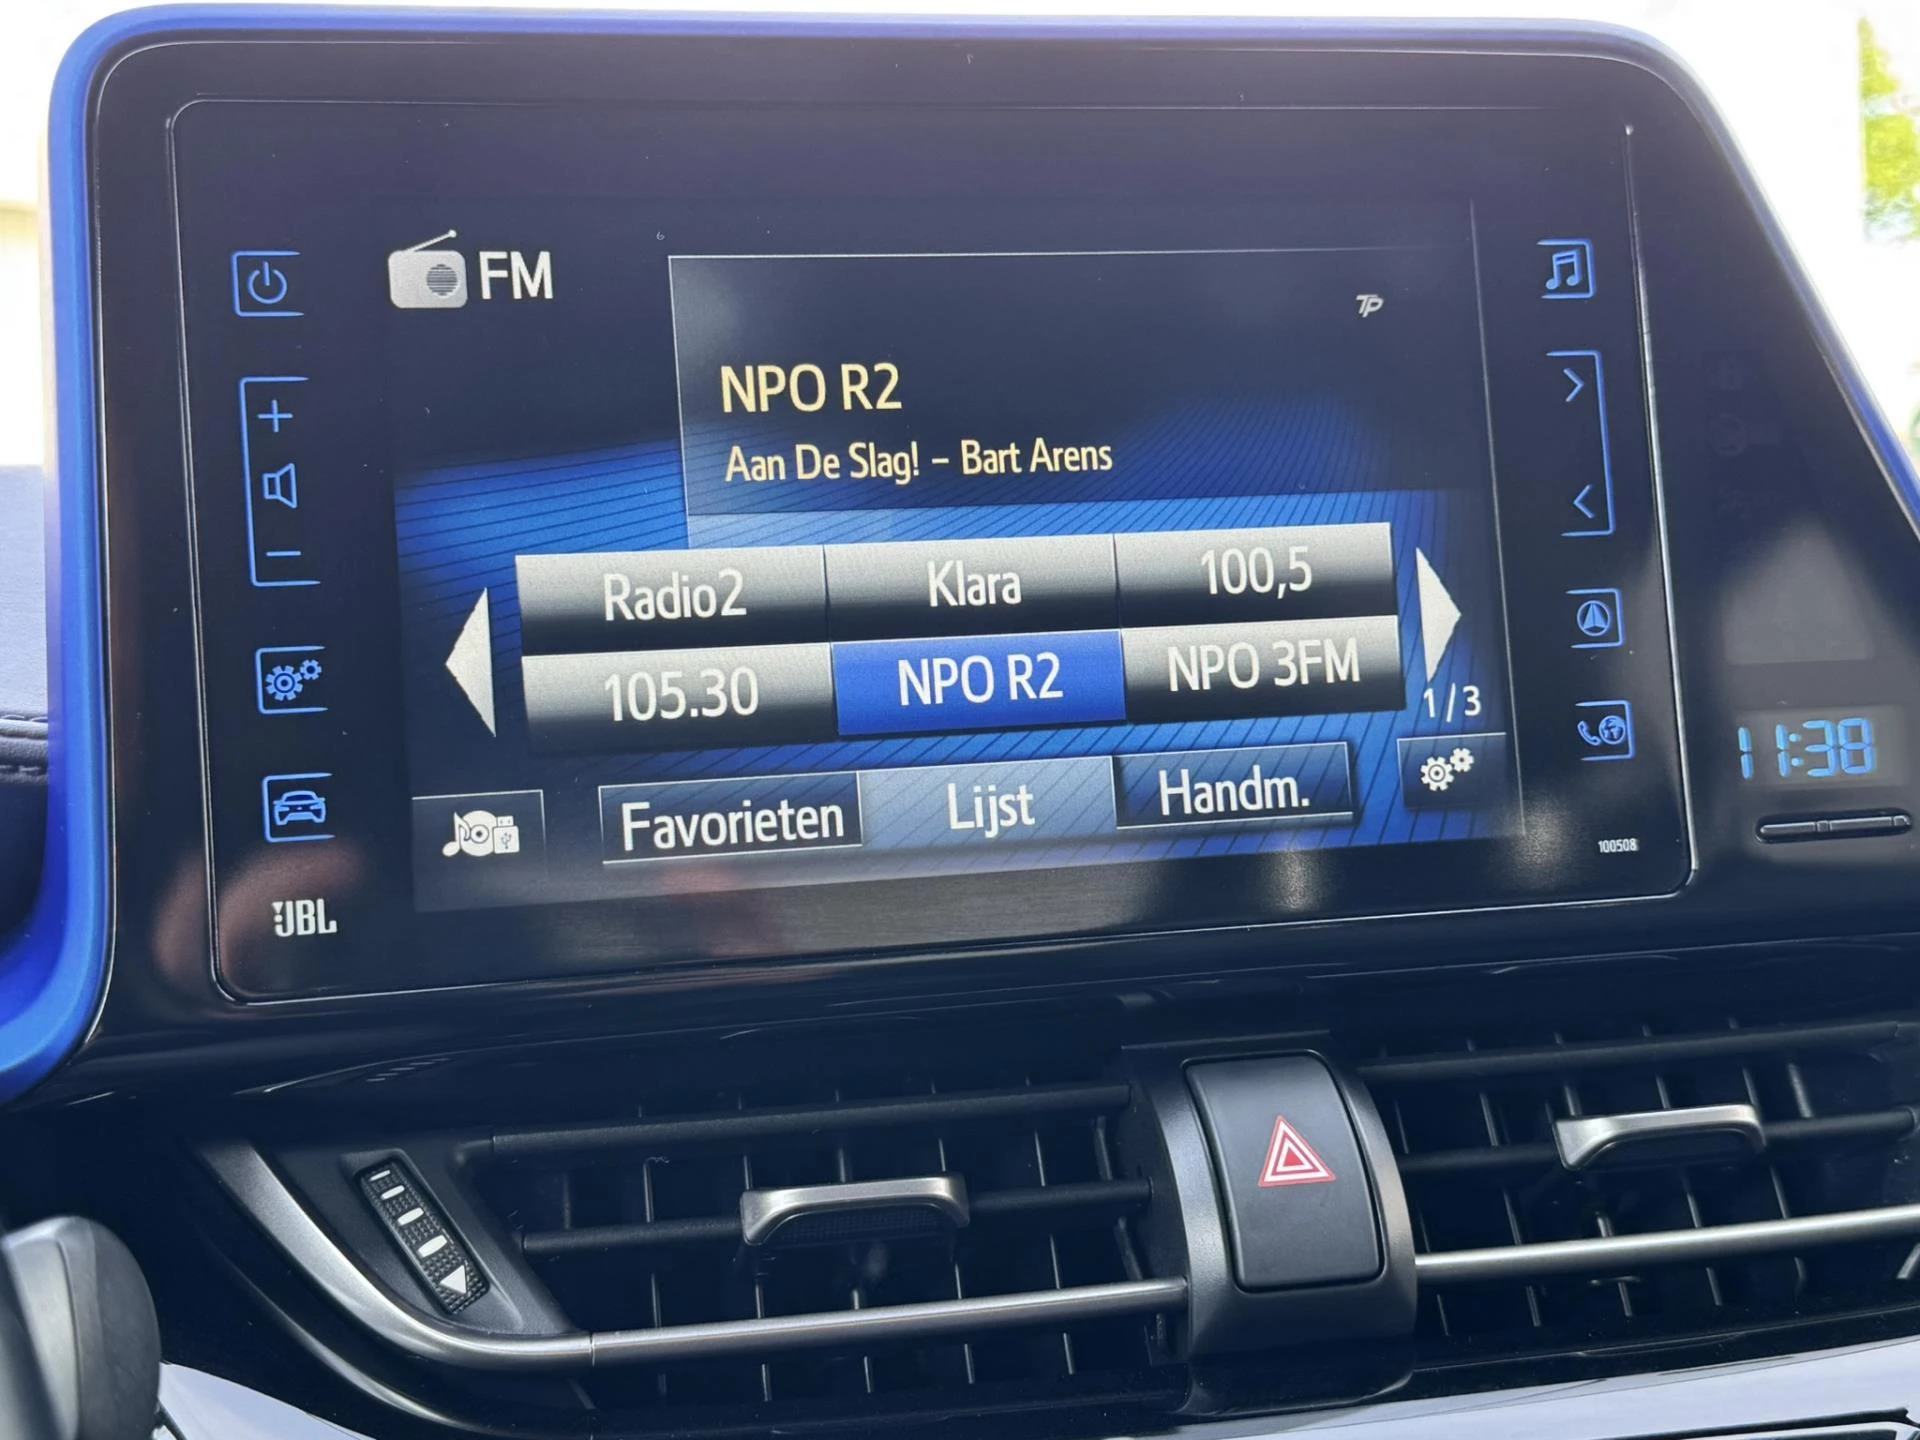 FM
TP
NPO R2
Aan De Slag! – Bart Arens
Radio2 Klara 100,5
105.30 NPO R2 NPO 3FM
1 / 3
Favorieten Lijst Handm.
11:38
100508
JBL